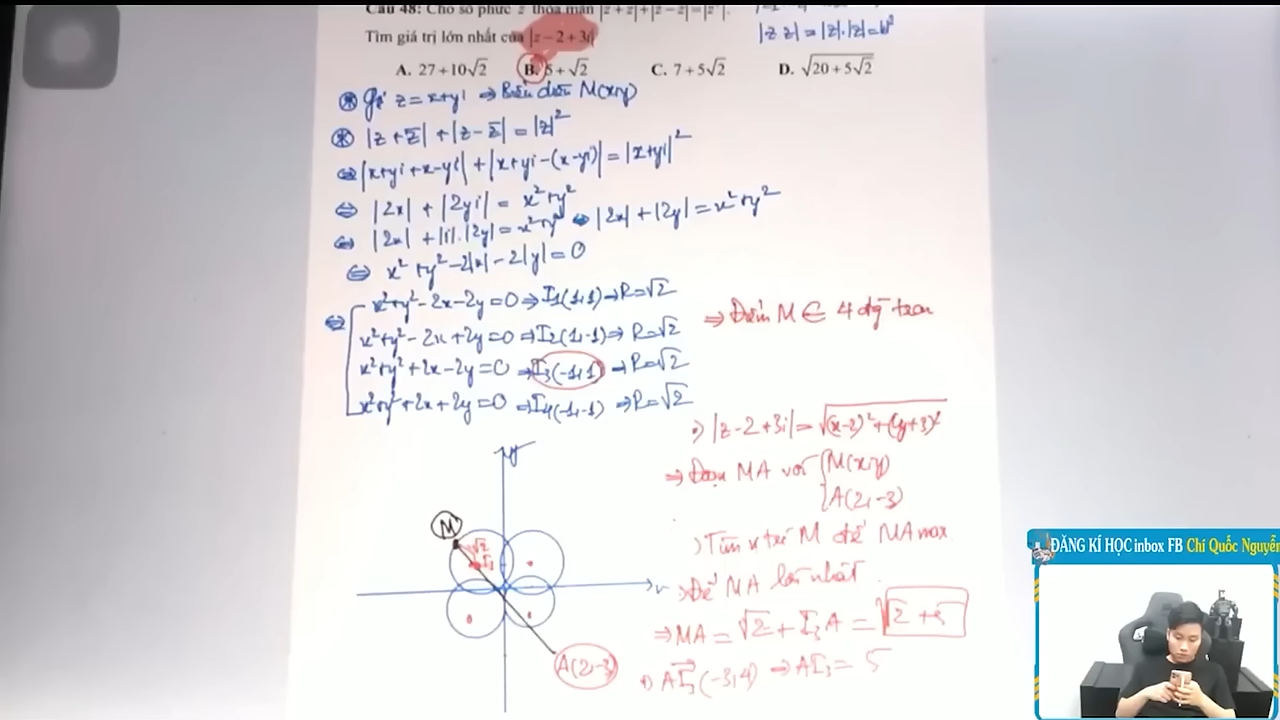 Câu 48: Cho số phức z thỏa mãn |z + z̄| + |z − z̄| = |z²|.
|z z| = |z|.|z| =
Tìm giá trị lớn nhất của |z − 2 + 3i|
A. 27 + 10√2 B. 5 + √2 C. 7 + 5√2 D. √(20 + 5√2)
Gọi z = x + yi ⇒ Biểu diễn M(x,y)
|z + z̄| + |z − z̄| = |z|²
⇔ |x+yi + x−yi| + |x+yi − (x−yi)| = |x+yi|²
⇔ |2x| + |2yi| = x² + y²
⇔ |2x| + |i|.|2y| = x² + y² ⇔ |2x| + |2y| = x² + y²
⇔ x² + y² − 2|x| − 2|y| = 0
⇔ x² + y² − 2x − 2y = 0 ⇒ I₁(1,1) → R=√2
x² + y² − 2x + 2y = 0 ⇒ I₂(1,−1) ⇒ R=√2
x² + y² + 2x − 2y = 0 ⇒ I₃(−1,1) → R=√2
x² + y² + 2x + 2y = 0 ⇒ I₄(−1,−1) → R=√2
⇒ Điểm M ∈ 4 đg tròn
|z − 2 + 3i| = √((x−2)² + (y+3)²)
⇒ Đoạn MA với { M(x,y)
A(2,−3)
Tìm vị trí M để MA max
Để MA lớn nhất
⇒ MA = √2 + I₃A = √2 + 5
AI₃(−3,4) ⇒ AI₃ = 5
y
M
√2
I₃
A(2,−3)
ĐĂNG KÍ HỌC inbox FB Chí Quốc Nguyễn